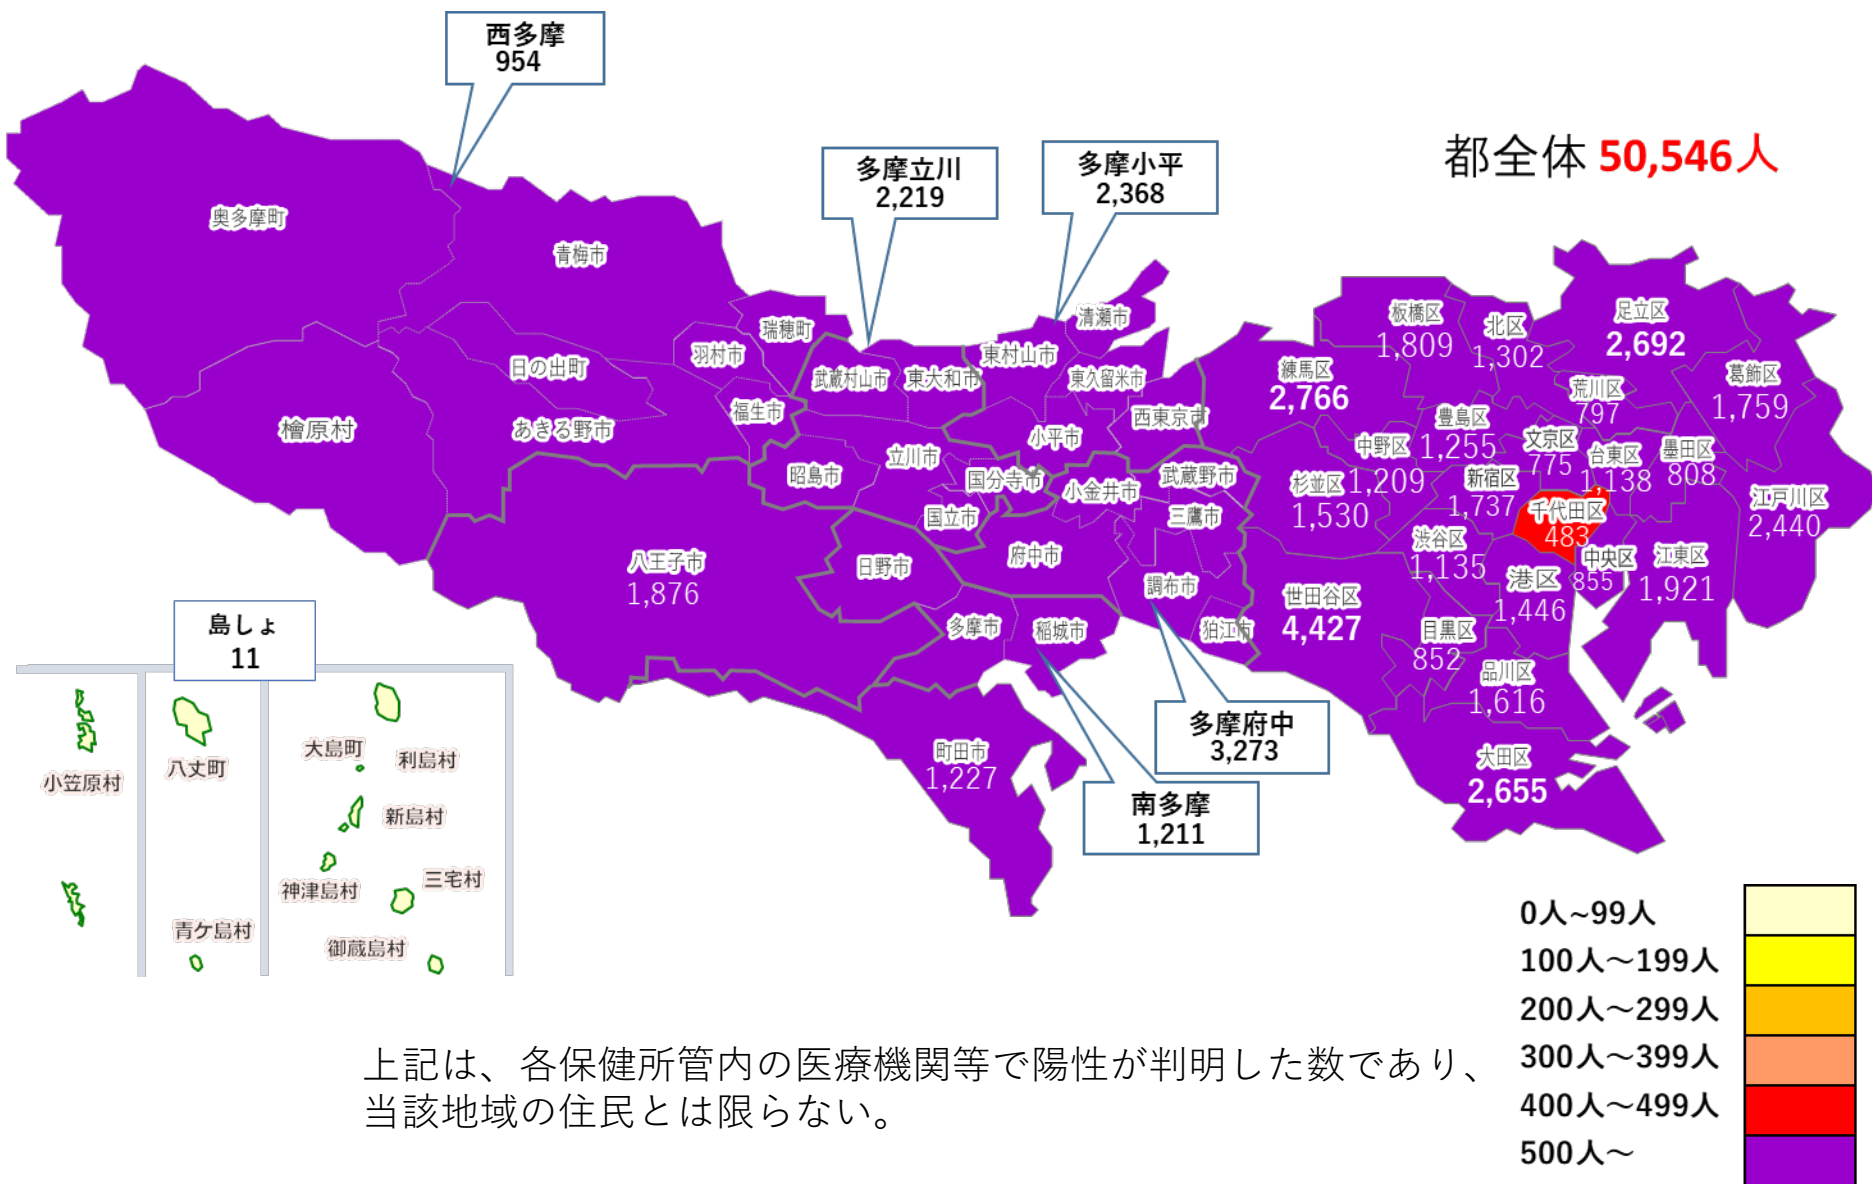 西多摩
954
多摩立川
2,219
多摩小平
2,368
都全体 50,546人
奥多摩町
青梅市
瑞穂町
羽村市
日の出町
福生市
あきる野市
檜原村
武蔵村山市
東大和市
東村山市
清瀬市
東久留米市
西東京市
小平市
立川市
昭島市
国分寺市
国立市
小金井市
武蔵野市
三鷹市
府中市
調布市
狛江市
日野市
多摩市
稲城市
八王子市
1,876
町田市
1,227
板橋区
1,809
北区
1,302
足立区
2,692
葛飾区
1,759
荒川区
797
練馬区
2,766
豊島区
1,255
中野区
1,209
文京区
775
台東区
1,138
墨田区
808
杉並区
1,530
新宿区
1,737
千代田区
483
江戸川区
2,440
渋谷区
1,135
港区
1,446
中央区
855
江東区
1,921
世田谷区
4,427
目黒区
852
品川区
1,616
大田区
2,655
多摩府中
3,273
南多摩
1,211
島しょ
11
小笠原村
八丈町
青ケ島村
大島町
利島村
新島村
神津島村
三宅村
御蔵島村
0人~99人
100人～199人
200人～299人
300人～399人
400人～499人
500人～
上記は、各保健所管内の医療機関等で陽性が判明した数であり、
当該地域の住民とは限らない。